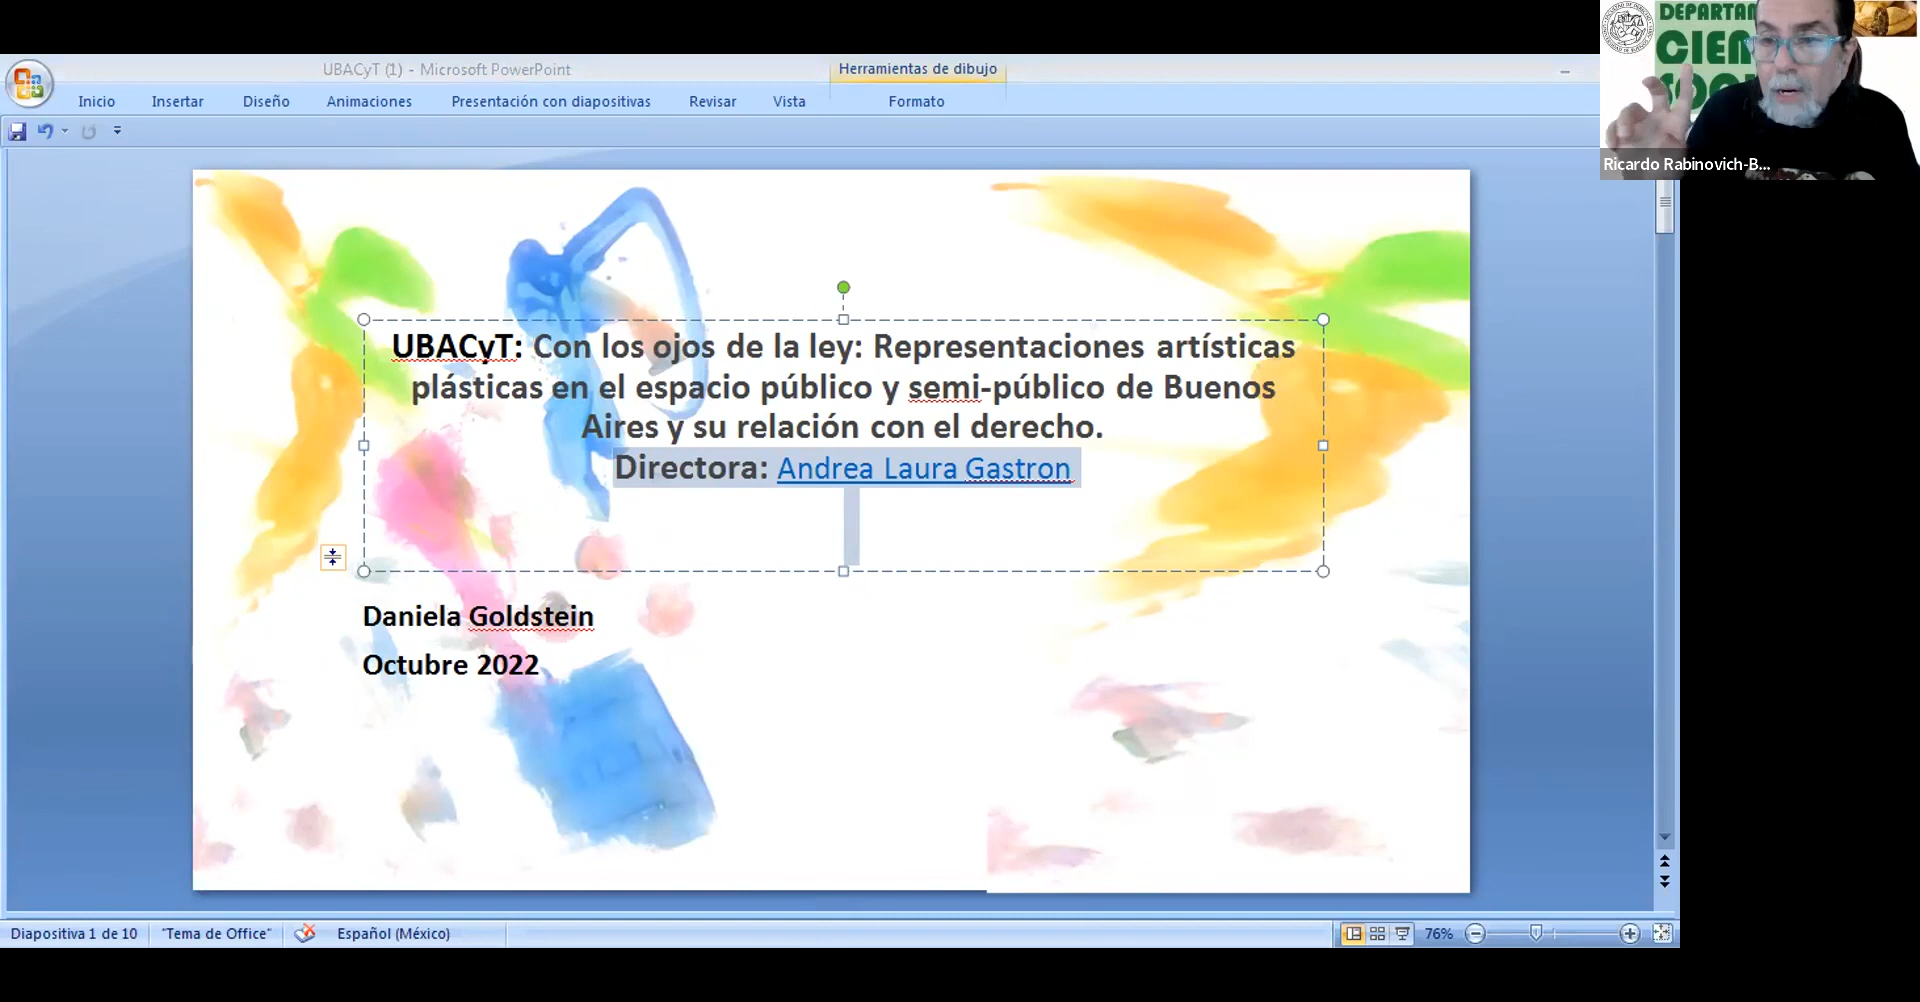 DEPARTAM
CIEN
SOCI
Ricardo Rabinovich-B...
UBACyT (1) - Microsoft PowerPoint
Herramientas de dibujo
Inicio
Insertar
Diseño
Animaciones
Presentación con diapositivas
Revisar
Vista
Formato
UBACyT: Con los ojos de la ley: Representaciones artísticas
plásticas en el espacio público y semi-público de Buenos
Aires y su relación con el derecho.
Directora: Andrea Laura Gastron
Daniela Goldstein
Octubre 2022
Diapositiva 1 de 10
"Tema de Office"
Español (México)
76%